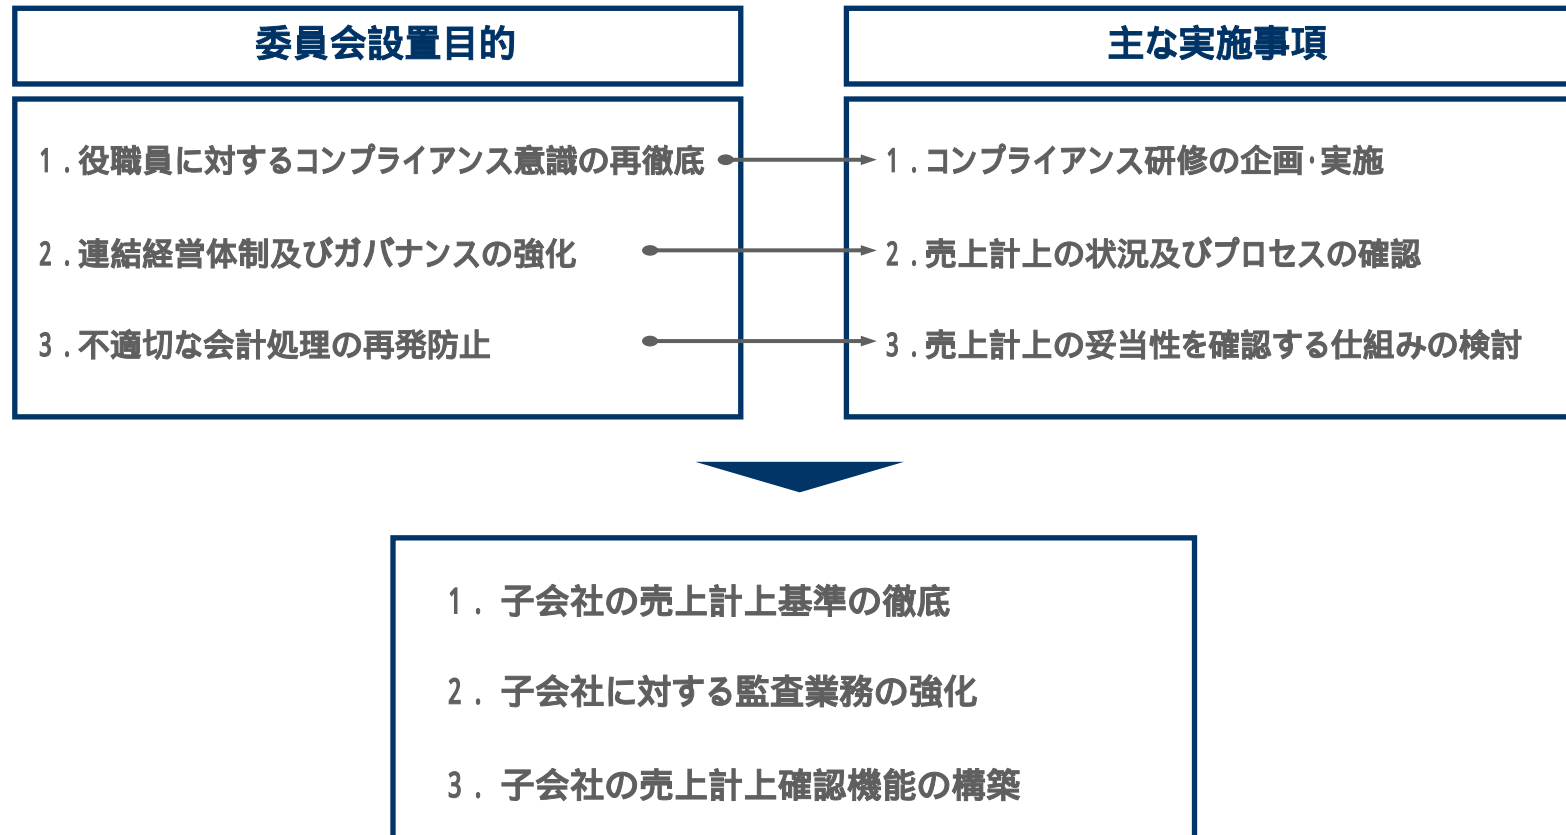 委員会設置目的
1．役職員に対するコンプライアンス意識の再徹底
2．連結経営体制及びガバナンスの強化
3．不適切な会計処理の再発防止
主な実施事項
1．コンプライアンス研修の企画・実施
2．売上計上の状況及びプロセスの確認
3．売上計上の妥当性を確認する仕組みの検討
1．子会社の売上計上基準の徹底
2．子会社に対する監査業務の強化
3．子会社の売上計上確認機能の構築